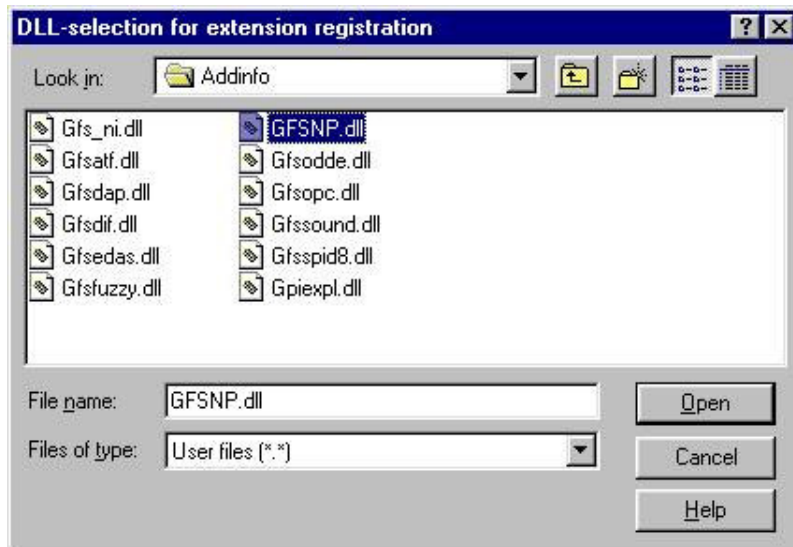 DLL-selection for extension registration
Look in: Addinfo
Gfs_ni.dll
Gfsatf.dll
Gfsdap.dll
Gfsdif.dll
Gfsedas.dll
Gfsfuzzy.dll
GFSNP.dll
Gfsodde.dll
Gfsopc.dll
Gfssound.dll
Gfsspid8.dll
Gpiexpl.dll
File name: GFSNP.dll
Open
Files of type: User files (*.*)
Cancel
Help